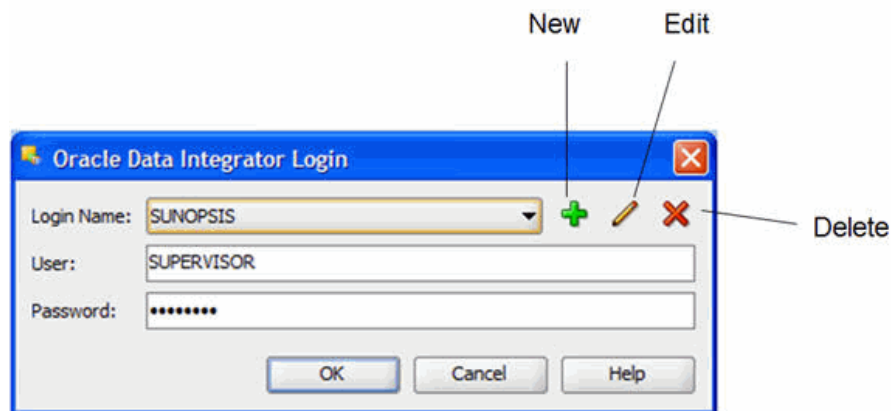 New Edit
Oracle Data Integrator Login
Login Name: SUNOPSIS
Delete
User: SUPERVISOR
Password: ••••••••
OK Cancel Help